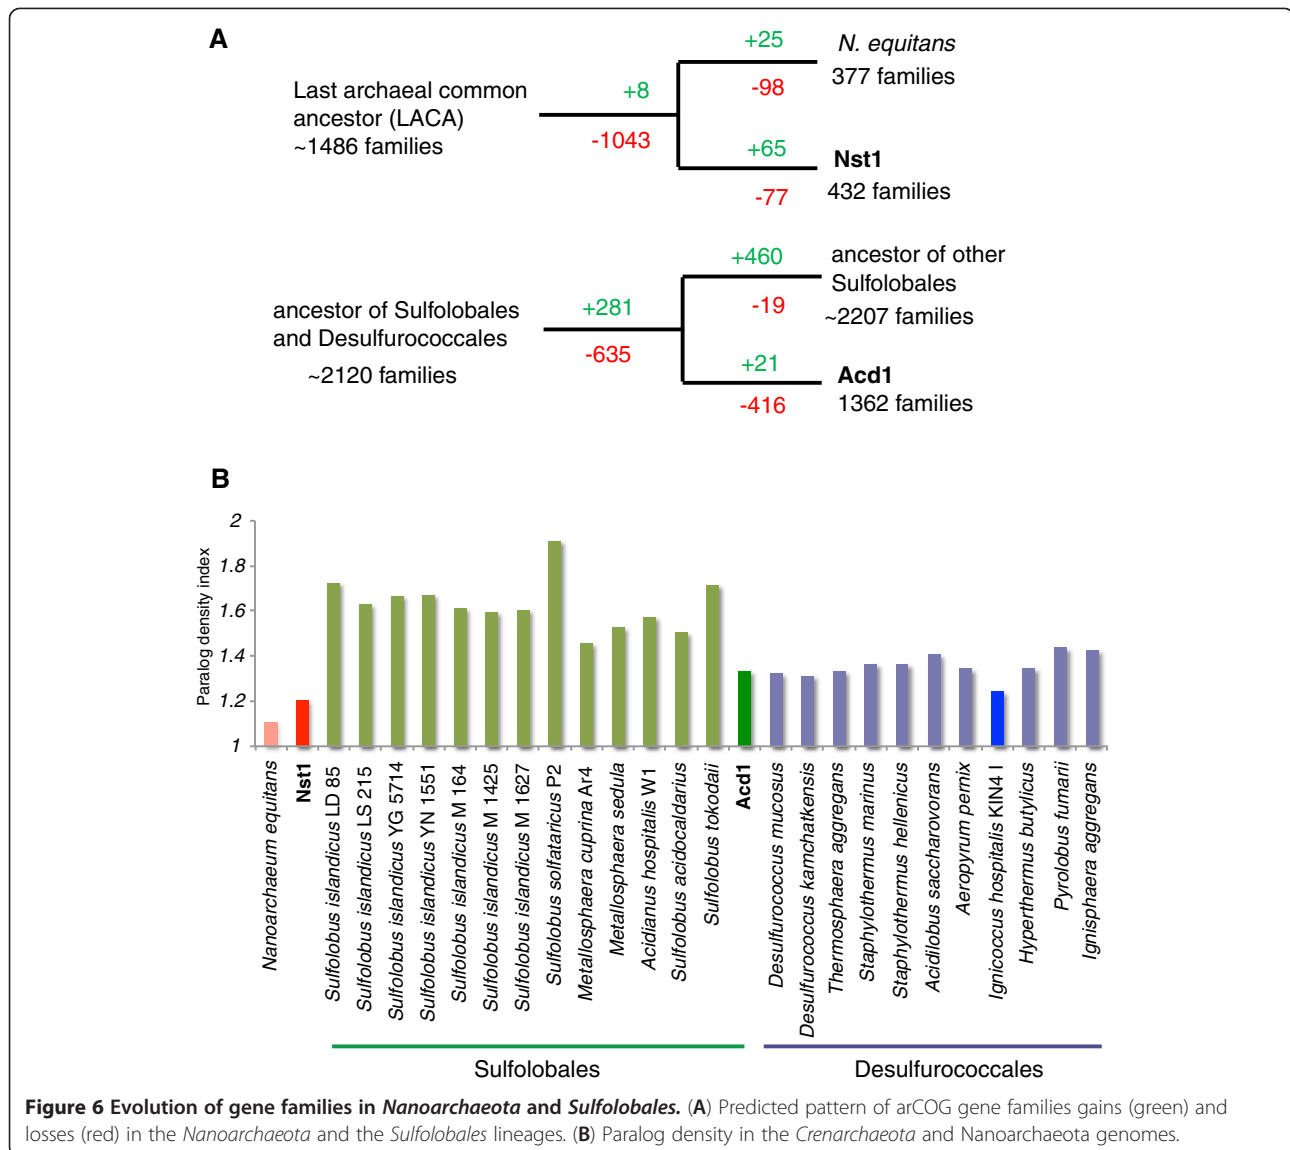 A
Last archaeal common
ancestor (LACA)
~1486 families
+8
-1043
+25
-98
N. equitans
377 families
+65
-77
Nst1
432 families
ancestor of Sulfolobales
and Desulfurococcales
~2120 families
+281
-635
+460
-19
ancestor of other
Sulfolobales
~2207 families
+21
-416
Acd1
1362 families
B
Paralog density index
2
1.8
1.6
1.4
1.2
1
Nanoarchaeum equitans
Nst1
Sulfolobus islandicus LD 85
Sulfolobus islandicus LS 215
Sulfolobus islandicus YG 5714
Sulfolobus islandicus YN 1551
Sulfolobus islandicus M 164
Sulfolobus islandicus M 1425
Sulfolobus islandicus M 1627
Sulfolobus solfataricus P2
Metallosphaera cuprina Ar4
Metallosphaera sedula
Acidianus hospitalis W1
Sulfolobus acidocaldarius
Sulfolobus tokodaii
Acd1
Desulfurococcus mucosus
Desulfurococcus kamchatkensis
Thermosphaera aggregans
Staphylothermus marinus
Staphylothermus hellenicus
Acidilobus saccharovorans
Aeropyrum pernix
Ignicoccus hospitalis KIN4 I
Hyperthermus butylicus
Pyrolobus fumarii
Ignisphaera aggregans
Sulfolobales
Desulfurococcales
Figure 6 Evolution of gene families in Nanoarchaeota and Sulfolobales. (A) Predicted pattern of arCOG gene families gains (green) and
losses (red) in the Nanoarchaeota and the Sulfolobales lineages. (B) Paralog density in the Crenarchaeota and Nanoarchaeota genomes.